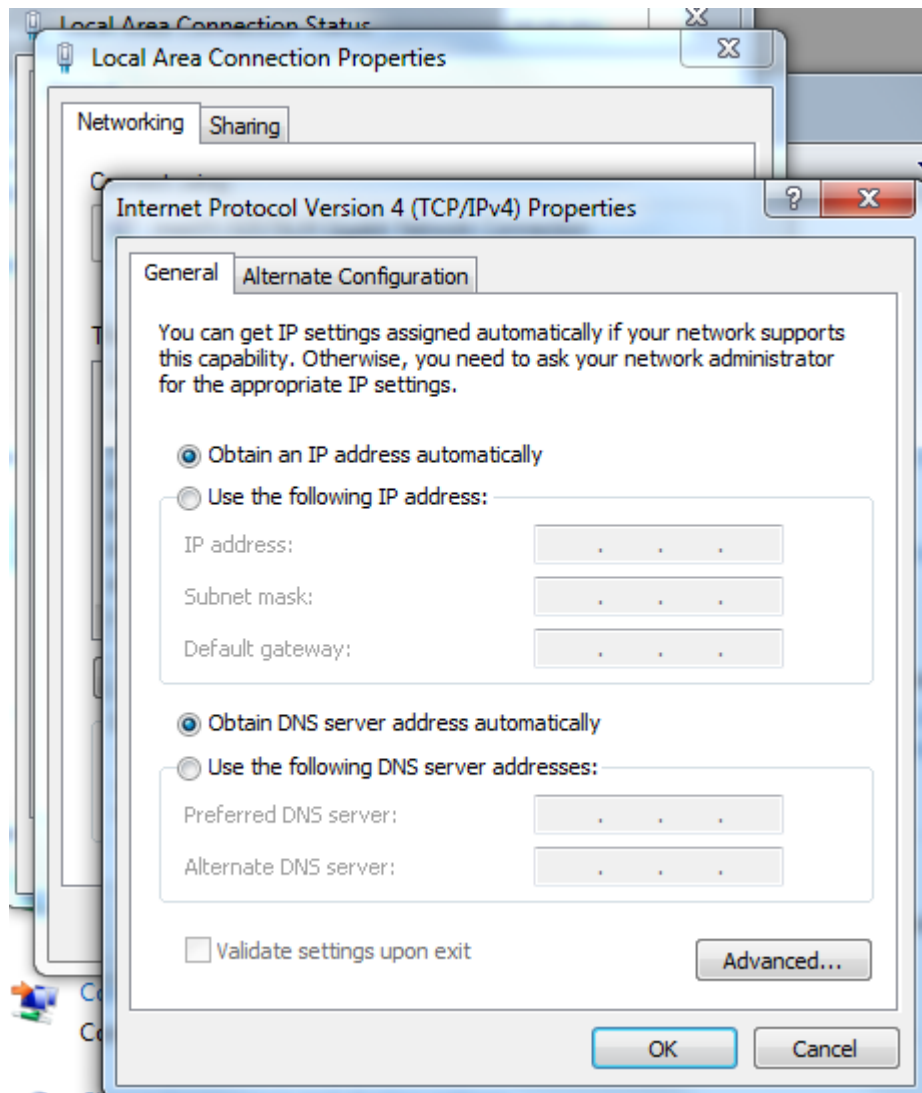 Local Area Connection Status
Local Area Connection Properties
Networking
Sharing
Internet Protocol Version 4 (TCP/IPv4) Properties
General
Alternate Configuration
You can get IP settings assigned automatically if your network supports
this capability. Otherwise, you need to ask your network administrator
for the appropriate IP settings.
Obtain an IP address automatically
Use the following IP address:
IP address:
Subnet mask:
Default gateway:
Obtain DNS server address automatically
Use the following DNS server addresses:
Preferred DNS server:
Alternate DNS server:
Validate settings upon exit
Advanced...
OK
Cancel